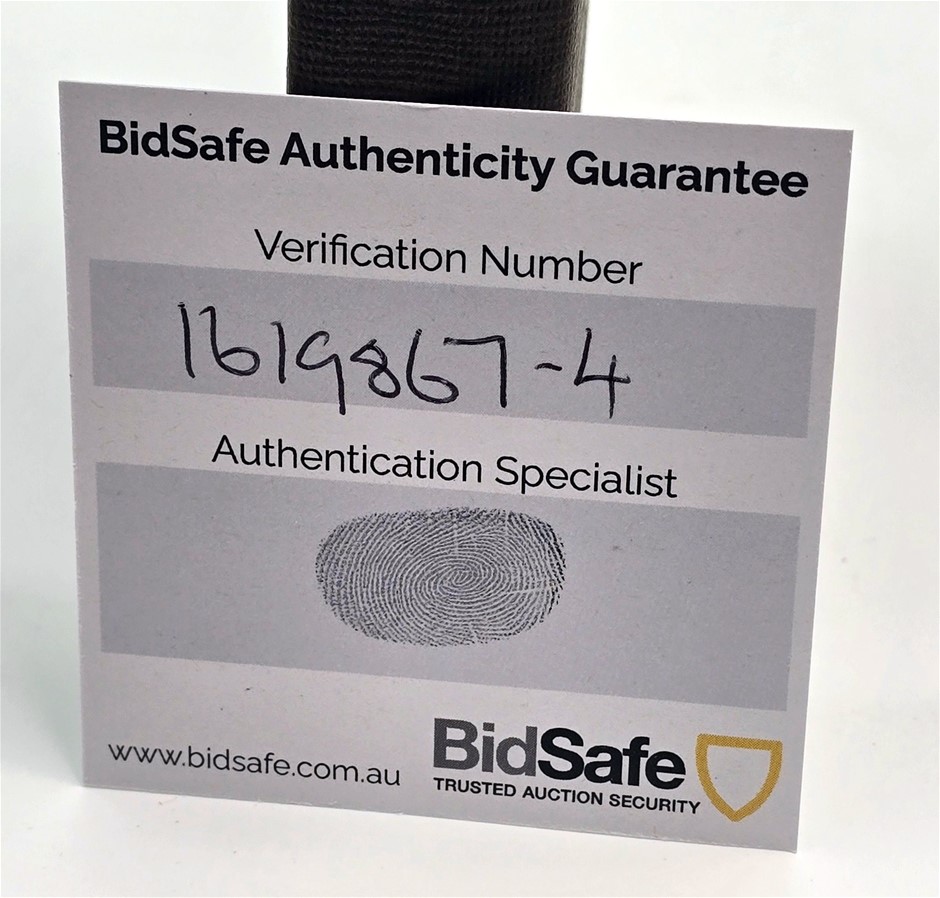 BidSafe Authenticity Guarantee
Verification Number
1619867-4
Authentication Specialist
www.bidsafe.com.au
BidSafe
TRUSTED AUCTION SECURITY